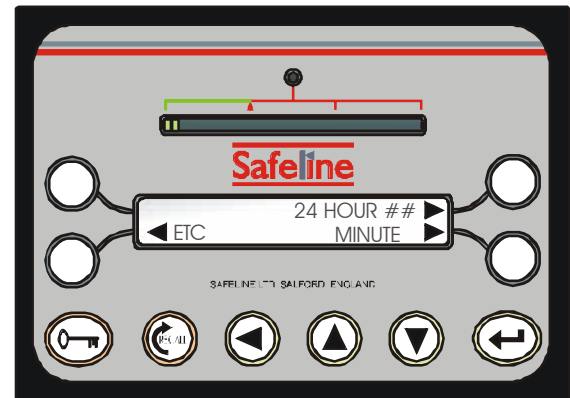 Safeline
24 HOUR ##
ETC MINUTE
SAFELINE LTD SALFORD ENGLAND
RECALL